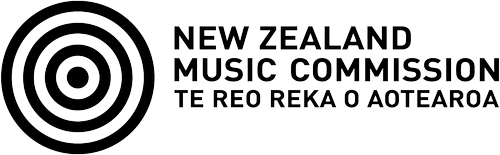 NEW ZEALAND
MUSIC COMMISSION
TE REO REKA O AOTEAROA